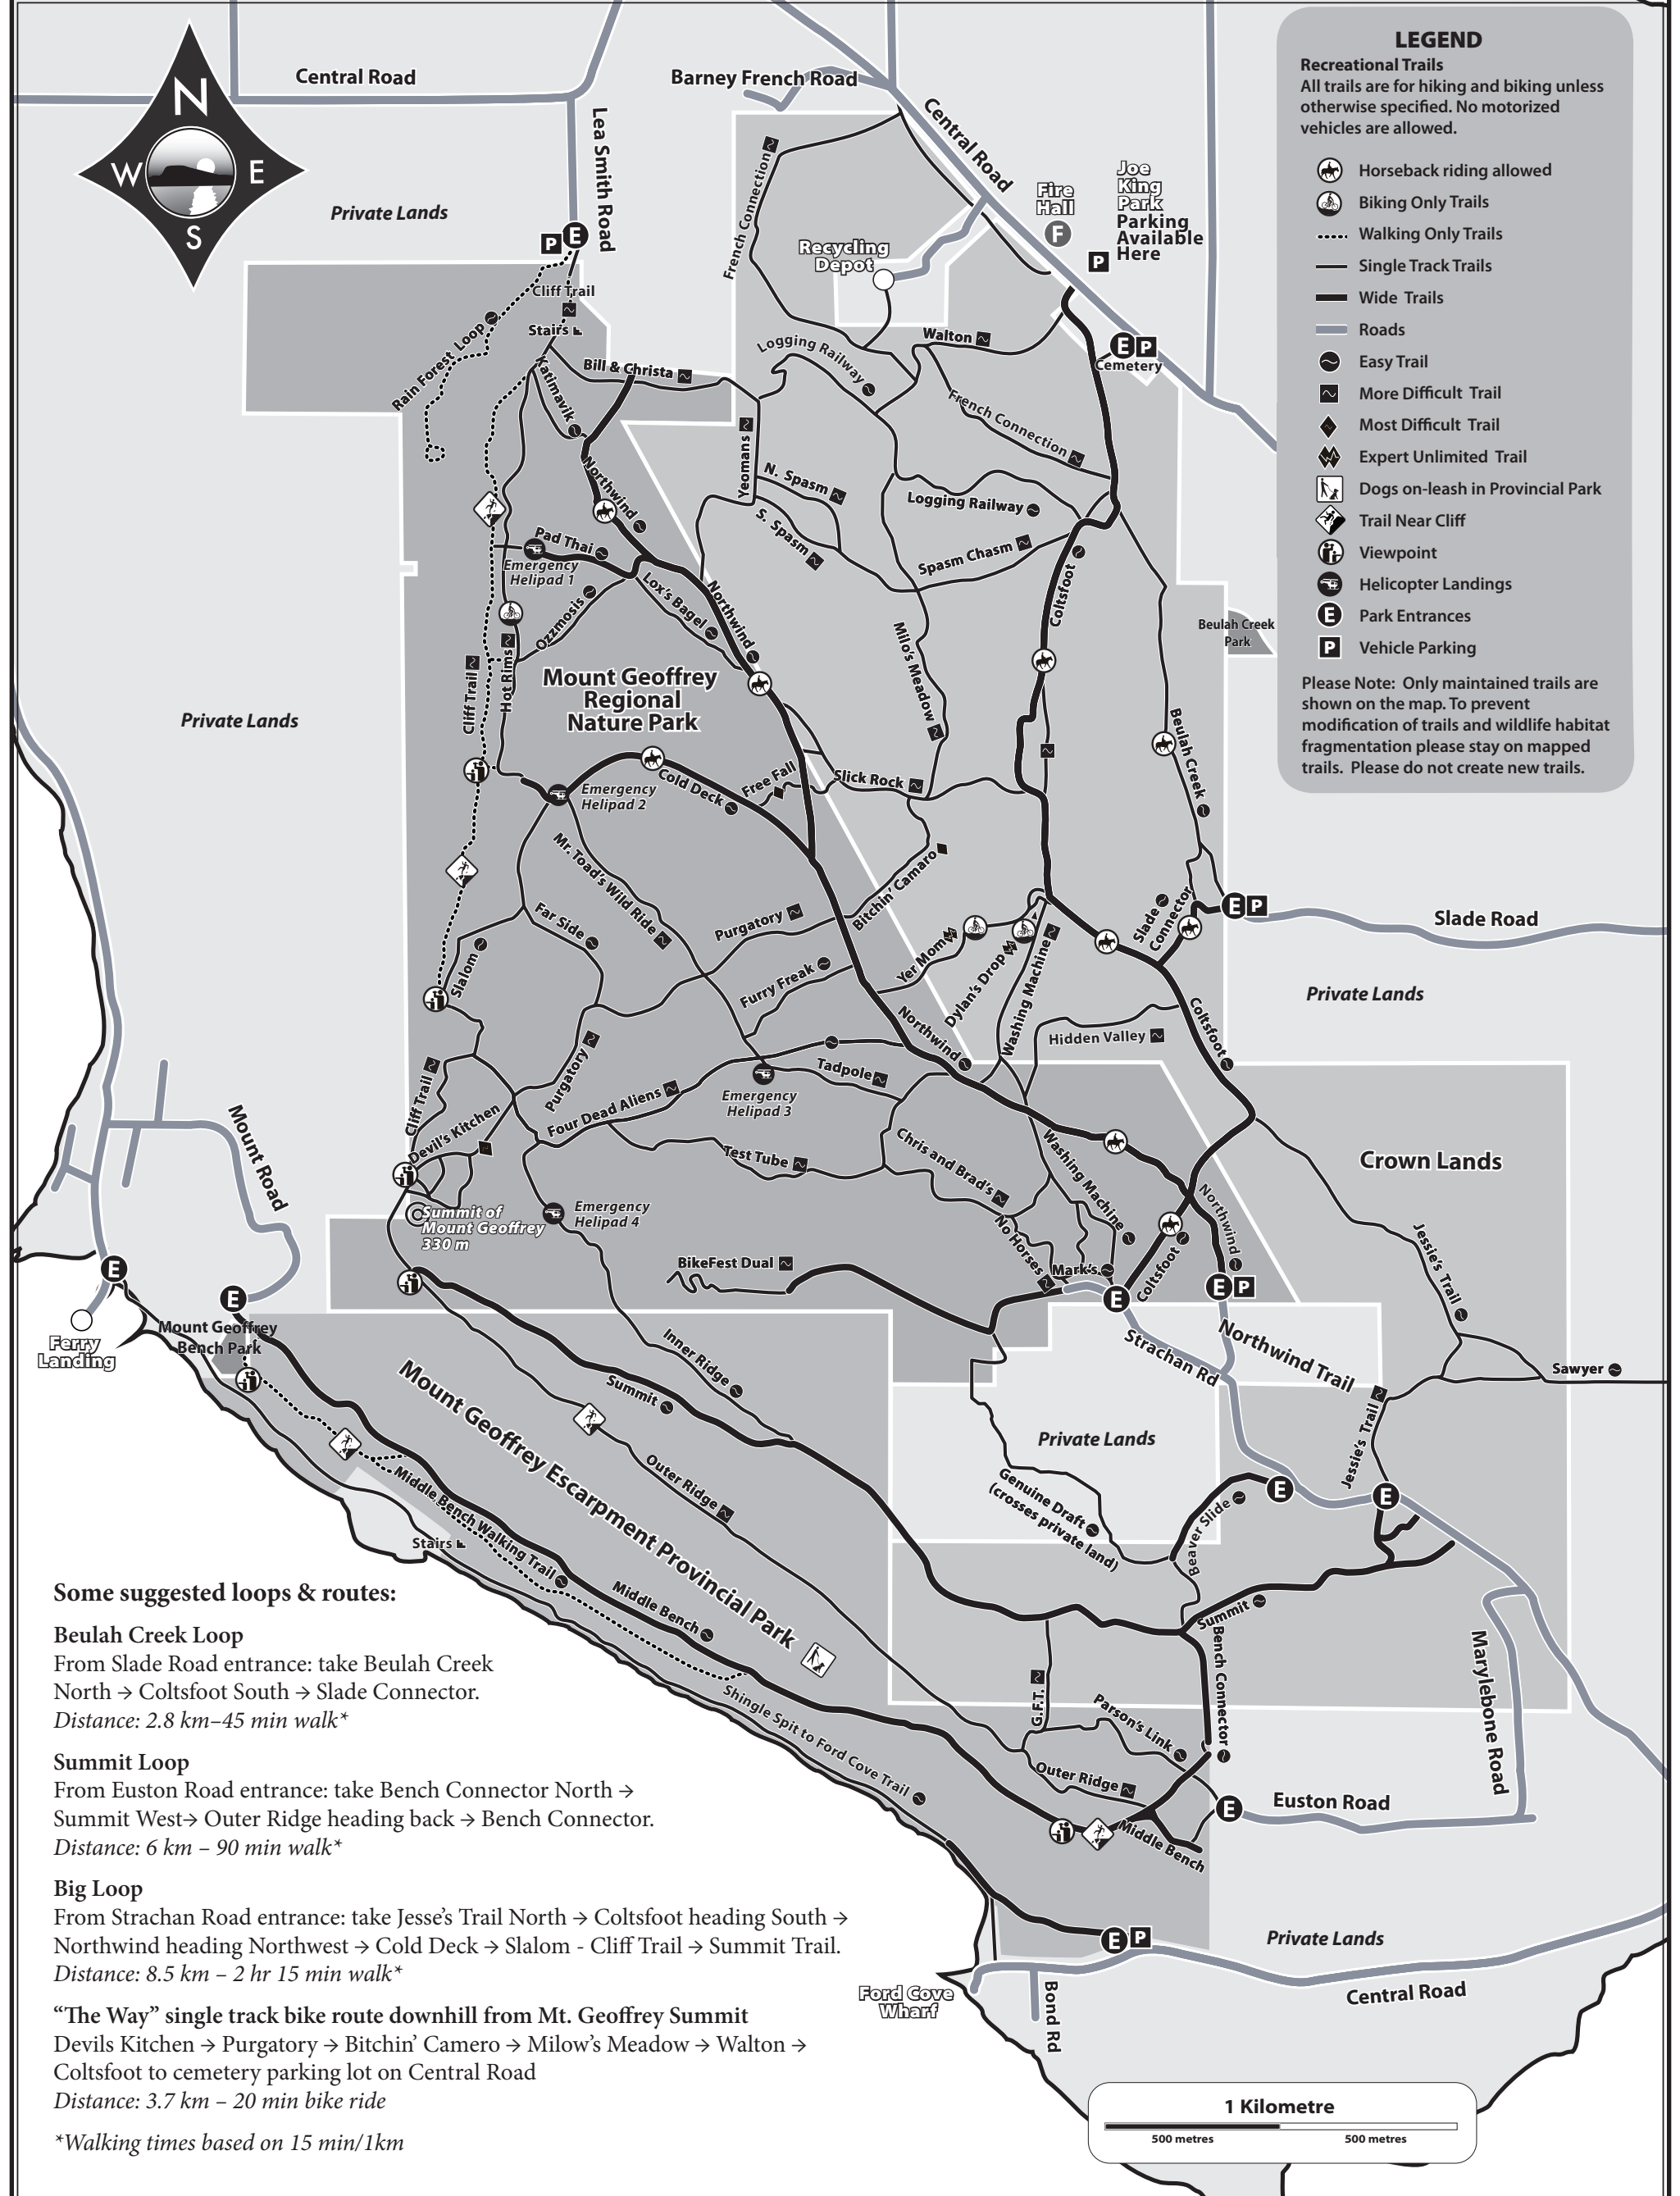 N
W
E
S
Central Road
Lea Smith Road
Barney French Road
Central Road
Fire
Hall
F
Joe
King
Park
Parking
Available
Here
P
LEGEND
Recreational Trails
All trails are for hiking and biking unless
otherwise specified. No motorized
vehicles are allowed.
Horseback riding allowed
Biking Only Trails
Walking Only Trails
Single Track Trails
Wide Trails
Roads
Easy Trail
More Difficult Trail
Most Difficult Trail
Expert Unlimited Trail
Dogs on-leash in Provincial Park
Trail Near Cliff
Viewpoint
Helicopter Landings
E Park Entrances
P Vehicle Parking
Please Note: Only maintained trails are
shown on the map. To prevent
modification of trails and wildlife habitat
fragmentation please stay on mapped
trails. Please do not create new trails.
Private Lands
P E
Cliff Trail
Stairs
Rain Forest Loop
Katimavik
Bill & Christa
French Connection
Recycling
Depot
Logging Railway
Walton
E P
Cemetery
French Connection
Yeomans
N. Spasm
S. Spasm
Logging Railway
Spasm Chasm
Northwind
Pad Thai
Emergency
Helipad 1
Ozzmosis
Lox's Bagel
Northwind
Coltsfoot
Milo's Meadow
Beulah Creek
Park
Beulah Creek
Cliff Trail
Hot Rims
Mount Geoffrey
Regional
Nature Park
Private Lands
Cold Deck
Free Fall
Slick Rock
Emergency
Helipad 2
Mr. Toad's Wild Ride
Bitchin' Camaro
Purgatory
Far Side
Slalom
Furry Freak
Yer Mom
Dylan's Drop
Washing Machine
Slade
Connector
E P
Slade Road
Private Lands
Northwind
Hidden Valley
Coltsfoot
Purgatory
Cliff Trail
Devil's Kitchen
Four Dead Aliens
Emergency
Helipad 3
Tadpole
Test Tube
Chris and Brad's
Washing Machine
No Horses
Mark's
Coltsfoot
Northwind
Crown Lands
Jessie's Trail
Mount Road
Summit of
Mount Geoffrey
330 m
Emergency
Helipad 4
BikeFest Dual
E
E
E
E P
Ferry
Landing
Mount Geoffrey
Bench Park
Inner Ridge
Summit
Outer Ridge
Strachan Rd
Northwind Trail
Sawyer
Private Lands
Jessie's Trail
Genuine Draft
(crosses private land)
Beaver Slide
E
E
Mount Geoffrey Escarpment Provincial Park
Middle Bench Walking Trail
Stairs
Middle Bench
Shingle Spit to Ford Cove Trail
Summit
Bench Connector
G.F.T.
Parson's Link
Outer Ridge
Middle Bench
E
Marylebone Road
Euston Road
E P
Private Lands
Central Road
Ford Cove
Wharf
Bond Rd
Some suggested loops & routes:
Beulah Creek Loop
From Slade Road entrance: take Beulah Creek
North → Coltsfoot South → Slade Connector.
Distance: 2.8 km–45 min walk*
Summit Loop
From Euston Road entrance: take Bench Connector North →
Summit West→ Outer Ridge heading back → Bench Connector.
Distance: 6 km – 90 min walk*
Big Loop
From Strachan Road entrance: take Jesse's Trail North → Coltsfoot heading South →
Northwind heading Northwest → Cold Deck → Slalom - Cliff Trail → Summit Trail.
Distance: 8.5 km – 2 hr 15 min walk*
“The Way” single track bike route downhill from Mt. Geoffrey Summit
Devils Kitchen → Purgatory → Bitchin' Camero → Milow's Meadow → Walton →
Coltsfoot to cemetery parking lot on Central Road
Distance: 3.7 km – 20 min bike ride
*Walking times based on 15 min/1km
1 Kilometre
500 metres
500 metres